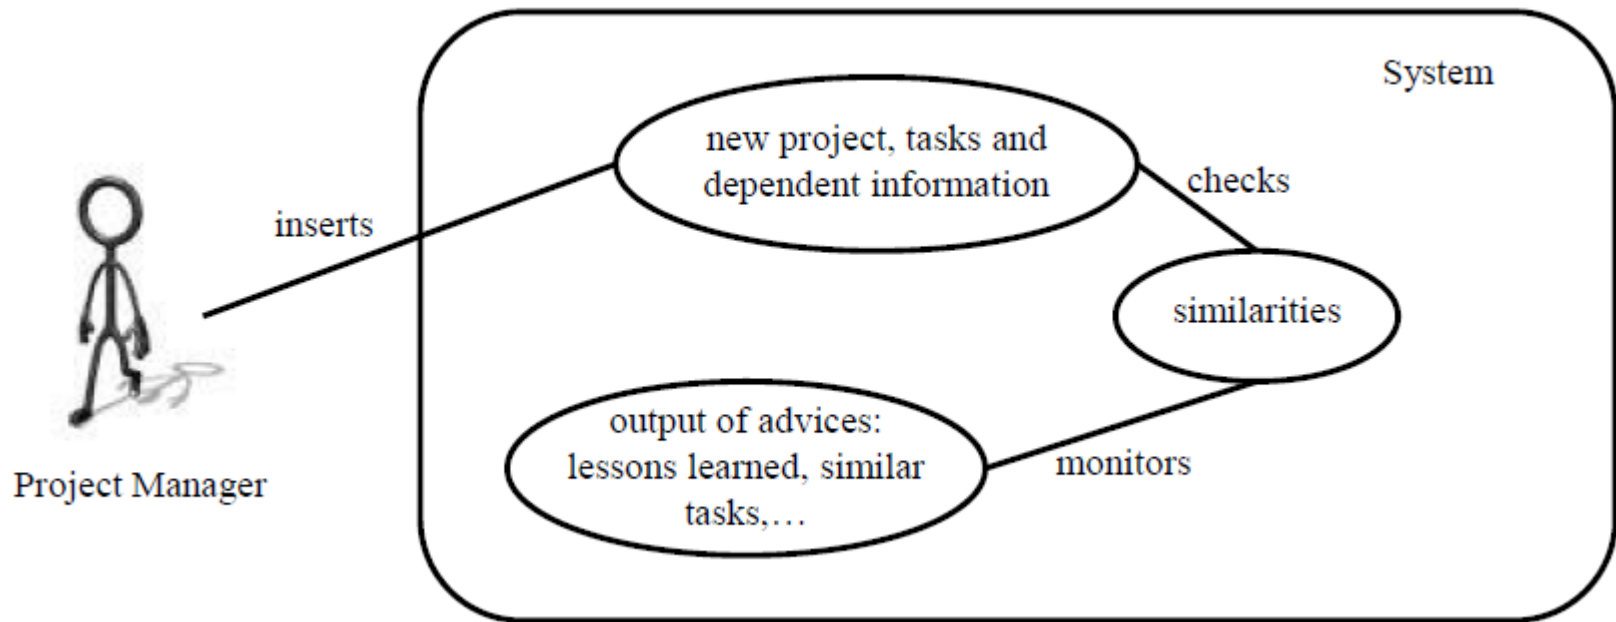 System
new project, tasks and
dependent information
checks
inserts
similarities
output of advices:
lessons learned, similar
tasks,…
monitors
Project Manager